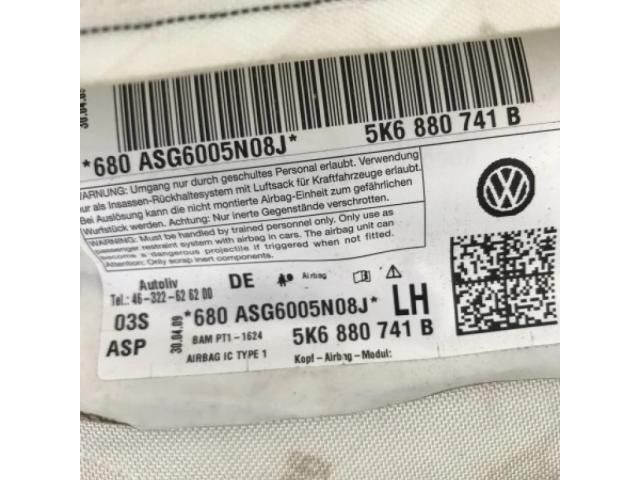 30.04.09
*680 ASG6005N08J*
5K6 880 741 B
WARNUNG: Umgang nur durch geschultes Personal erlaubt. Verwendung
nur als Insassen-Rückhaltesystem mit Luftsack für Kraftfahrzeuge erlaubt.
Bei Auslösung kann die nicht montierte Airbag-Einheit zum
Wurfstück werden. Achtung: Nur inerte Gegenstände verschrotten.
WARNING: Must be handled by trained personnel only. Use only as
passenger restraint system with airbag in cars. The airbag unit can
become a dangerous projectile if triggered when not fitted.
Attention: Only scrap inert components.
Autoliv
Tel.: 46-322-62 62 00
DE
Airbag
03S
ASP
30.04.09
*680 ASG6005N08J*
LH
BAM PT1-1624
5K6 880 741 B
AIRBAG IC TYPE 1
Kopf-Airbag-Modul: